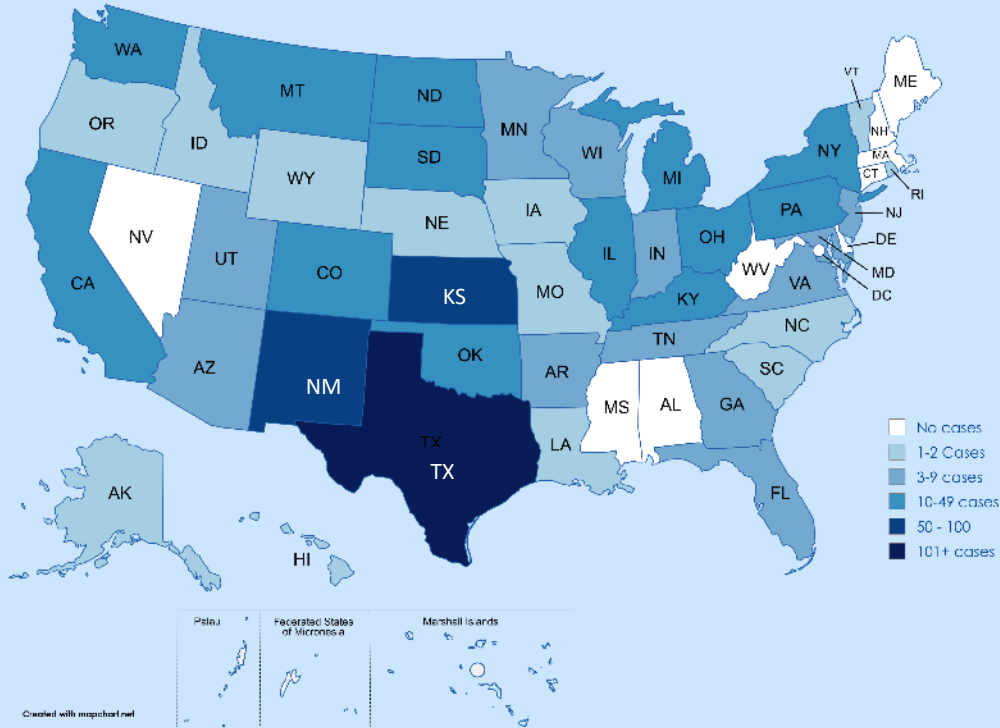 WA
MT
ND
MN
VT
ME
OR
ID
SD
WI
NH
NY
MA
WY
MI
CT
RI
IA
PA
NE
NJ
NV
OH
DE
UT
IL
IN
CO
WV
MD
CA
KS
MO
VA
DC
KY
NC
TN
OK
AZ
AR
SC
NM
MS
AL
GA
No cases
TX
LA
1-2 Cases
TX
3-9 cases
AK
FL
10-49 cases
50 - 100
HI
101+ cases
Palau
Federated States
of Micronesia
Marshall Islands
Created with mapchart.net